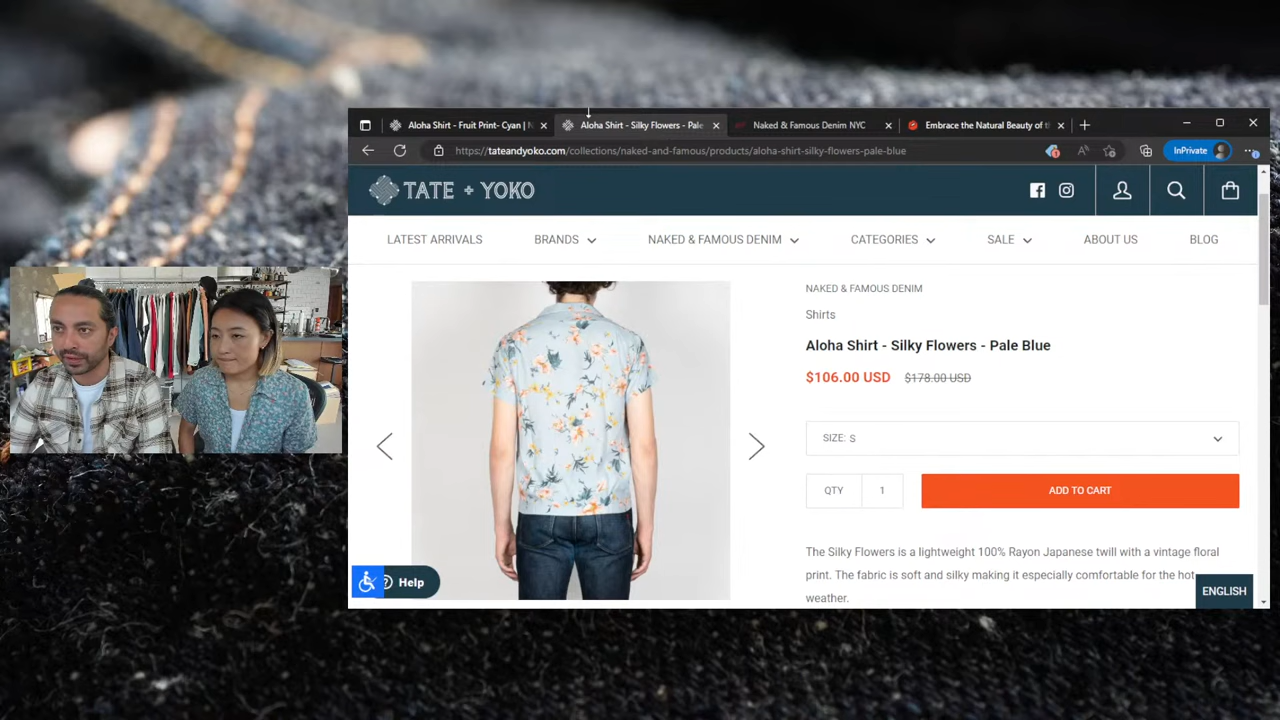 Aloha Shirt - Fruit Print- Cyan | N
Aloha Shirt - Silky Flowers - Pale
Naked & Famous Denim NYC
Embrace the Natural Beauty of t
https://tateandyoko.com/collections/naked-and-famous/products/aloha-shirt-silky-flowers-pale-blue
InPrivate
TATE + YOKO
LATEST ARRIVALS
BRANDS
NAKED & FAMOUS DENIM
CATEGORIES
SALE
ABOUT US
BLOG
NAKED & FAMOUS DENIM
Shirts
Aloha Shirt - Silky Flowers - Pale Blue
$106.00 USD $178.00 USD
SIZE: S
QTY 1
ADD TO CART
The Silky Flowers is a lightweight 100% Rayon Japanese twill with a vintage floral
print. The fabric is soft and silky making it especially comfortable for the hot
weather.
Help
ENGLISH